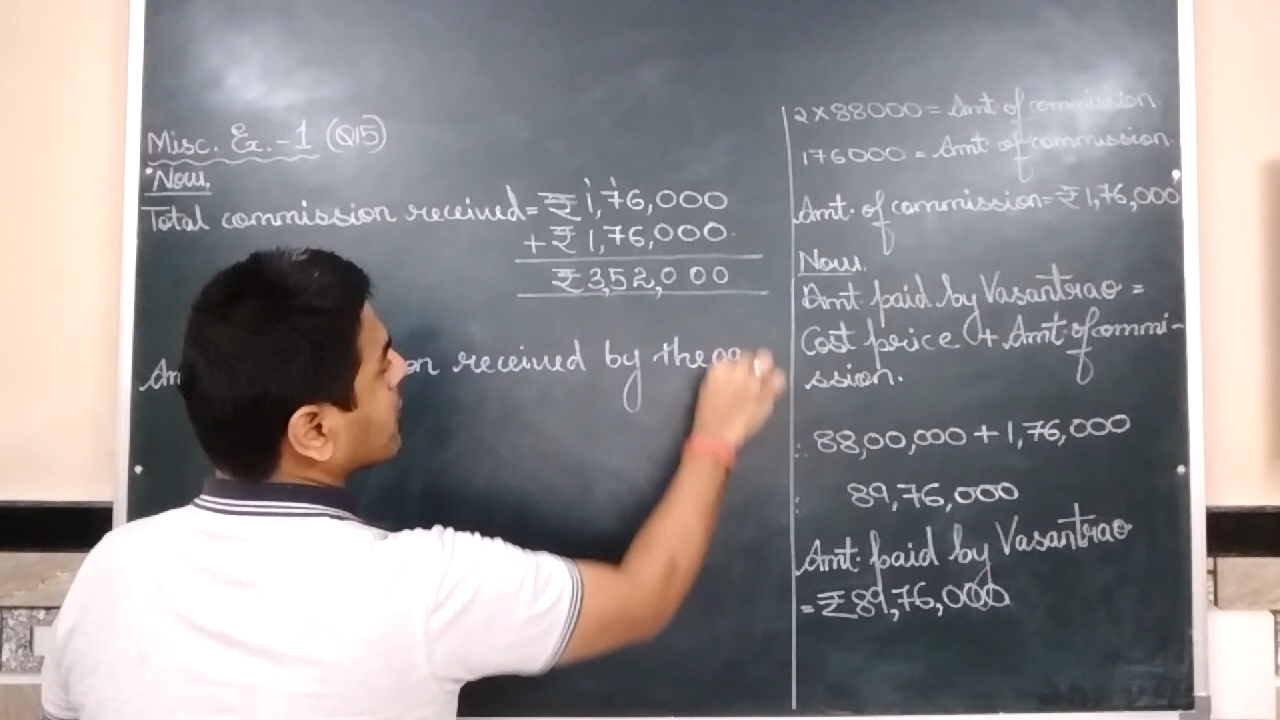 Misc. Ex.-1 (Q15)
Now,
Total commission received = ₹ 1,76,000
+ ₹ 1,76,000.
₹ 3,52,000
received by the
2 x 88000 = Amt of commission
176000 = Amt of commission.
Amt. of commission = ₹ 1,76,000
Now.
Amt. paid by Vasantrao =
Cost price + Amt. of commi-
ssion.
∴ 88,00,000 + 1,76,000
: 89,76,000
Amt. paid by Vasantrao
= ₹ 89,76,000